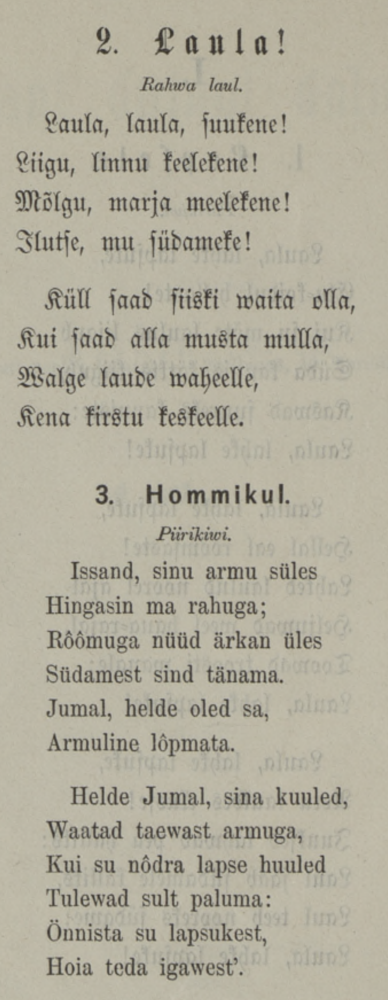 2. Laula!
Rahwa laul.
Laula, laula, suukene!
Liigu, linnu keelekene!
Mõlgu, marja meelekene!
Ilutse, mu südameke!
Küll saad siiski waita olla,
Kui saad alla musta mulla,
Walge laude waheelle,
Kena kirstu keskeelle.
3. Hommikul.
Piirikiwi.
Issand, sinu armu süles
Hingasin ma rahuga;
Rôômuga nüüd ärkan üles
Südamest sind tänama.
Jumal, helde oled sa,
Armuline lôpmata.
Helde Jumal, sina kuuled,
Waatad taewast armuga,
Kui su nôdra lapse huuled
Tulewad sult paluma:
Önnista su lapsukest,
Hoia teda igawest’.